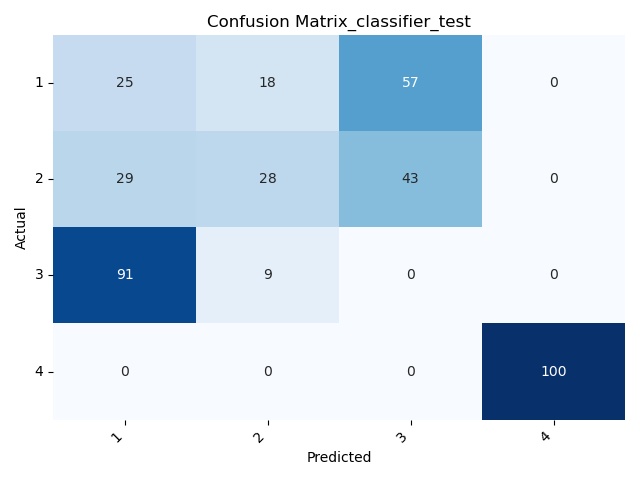 Confusion Matrix_classifier_test
1 25 18 57 0
2 29 28 43 0
Actual
3 91 9 0 0
4 0 0 0 100
1 2 3 4
Predicted